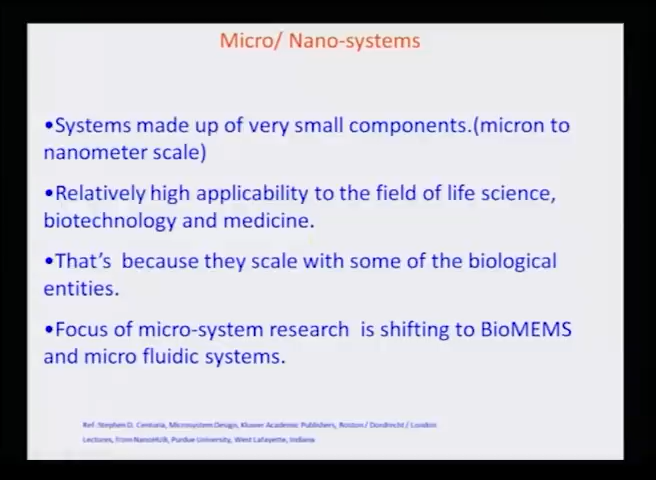 Micro/ Nano-systems
•Systems made up of very small components.(micron to
nanometer scale)
•Relatively high applicability to the field of life science,
biotechnology and medicine.
•That's because they scale with some of the biological
entities.
•Focus of micro-system research is shifting to BioMEMS
and micro fluidic systems.
Ref: Stephen D. Centuria, Microsystem Design, Kluwer Academic Publishers, Boston / Dordrecht / London
Lectures, from NanoHUB, Purdue University, West Lafayette, Indiana